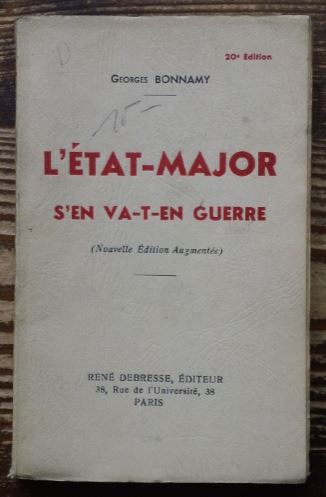 20e Edition
GEORGES BONNAMY
L'ÉTAT-MAJOR
S'EN VA-T-EN GUERRE
(Nouvelle Édition Augmentée)
RENÉ DEBRESSE, ÉDITEUR
38, Rue de l'Université, 38
PARIS